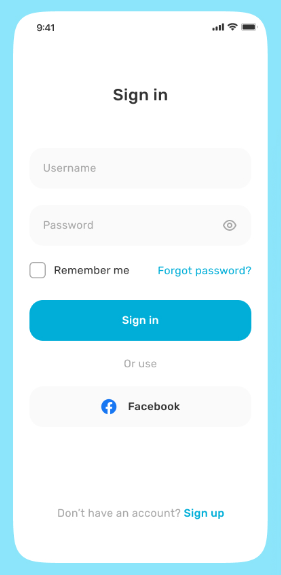 9:41
Sign in
Username
Password
Remember me
Forgot password?
Sign in
Or use
Facebook
Don't have an account? Sign up